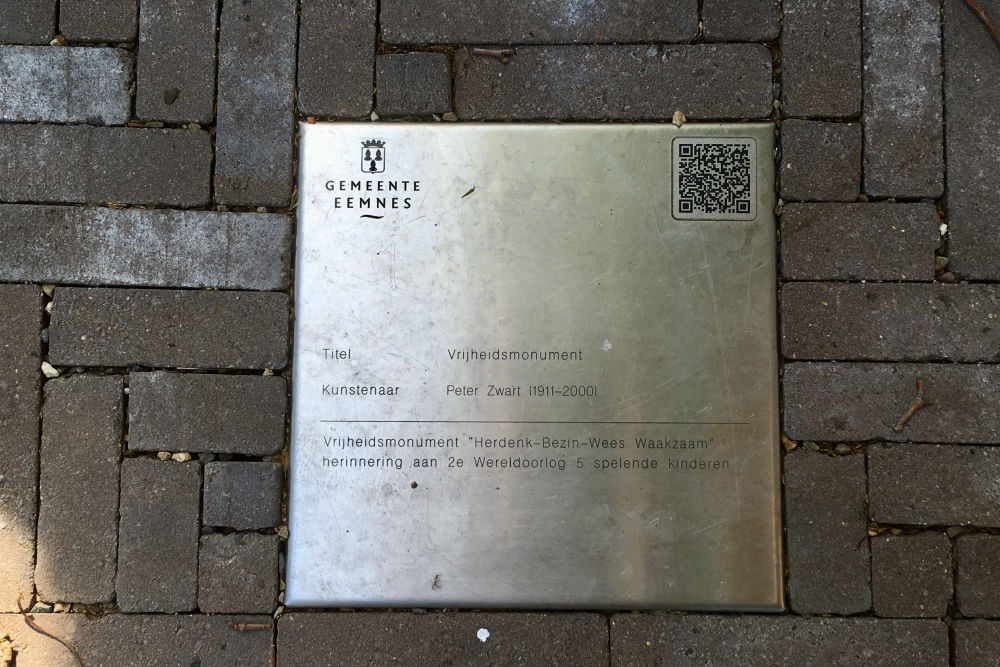 GEMEENTE
EEMNES
Titel Vrijheidsmonument
Kunstenaar Peter Zwart (1911-2000)
Vrijheidsmonument "Herdenk-Bezin-Wees Waakzaam"
herinnering aan 2e Wereldoorlog 5 spelende kinderen